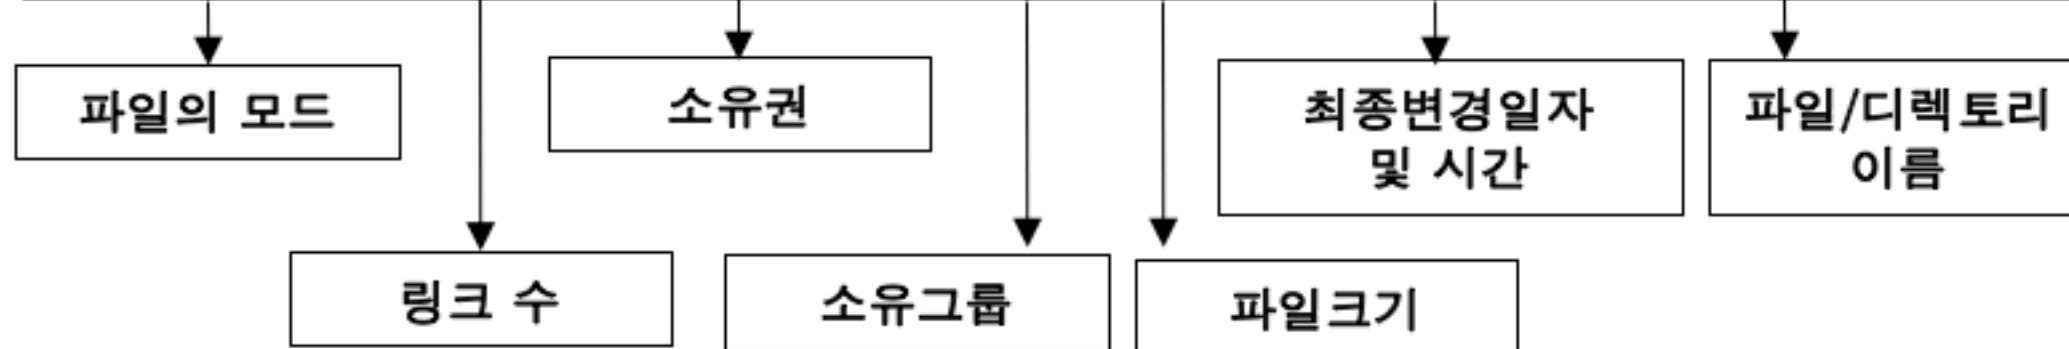 파일의 모드
소유권
최종변경일자
및 시간
파일/디렉토리
이름
링크 수
소유그룹
파일크기